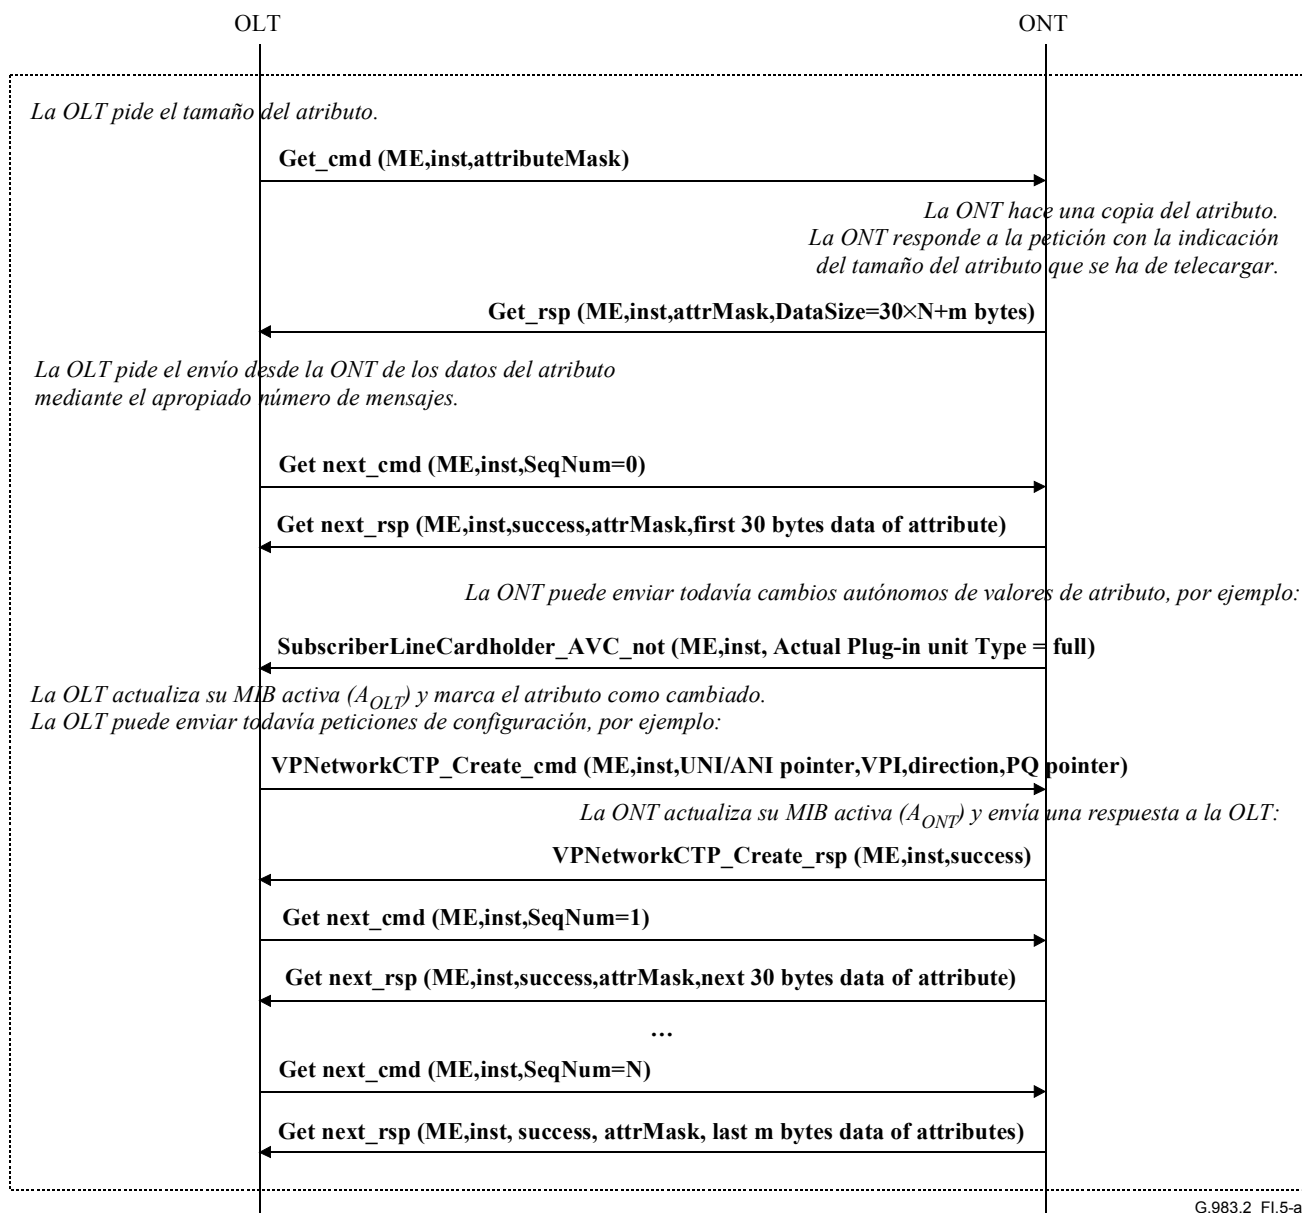 OLT ONT
La OLT pide el tamaño del atributo.
Get_cmd (ME,inst,attributeMask)
La ONT hace una copia del atributo.
La ONT responde a la petición con la indicación
del tamaño del atributo que se ha de telecargar.
Get_rsp (ME,inst,attrMask,DataSize=30×N+m bytes)
La OLT pide el envío desde la ONT de los datos del atributo
mediante el apropiado número de mensajes.
Get next_cmd (ME,inst,SeqNum=0)
Get next_rsp (ME,inst,success,attrMask,first 30 bytes data of attribute)
La ONT puede enviar todavía cambios autónomos de valores de atributo, por ejemplo:
SubscriberLineCardholder_AVC_not (ME,inst, Actual Plug-in unit Type = full)
La OLT actualiza su MIB activa (A_OLT) y marca el atributo como cambiado.
La OLT puede enviar todavía peticiones de configuración, por ejemplo:
VPNetworkCTP_Create_cmd (ME,inst,UNI/ANI pointer,VPI,direction,PQ pointer)
La ONT actualiza su MIB activa (A_ONT) y envía una respuesta a la OLT:
VPNetworkCTP_Create_rsp (ME,inst,success)
Get next_cmd (ME,inst,SeqNum=1)
Get next_rsp (ME,inst,success,attrMask,next 30 bytes data of attribute)
…
Get next_cmd (ME,inst,SeqNum=N)
Get next_rsp (ME,inst, success, attrMask, last m bytes data of attributes)
G.983.2_FI.5-a